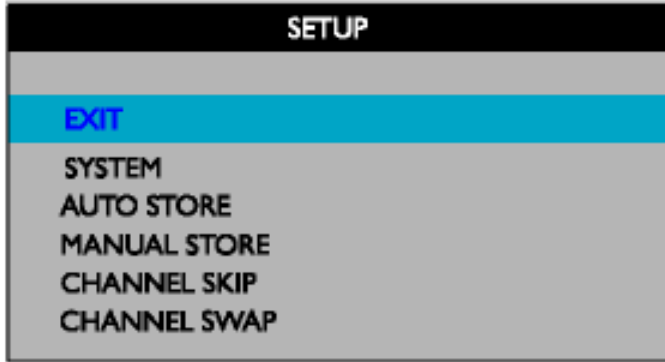 SETUP
EXIT
SYSTEM
AUTO STORE
MANUAL STORE
CHANNEL SKIP
CHANNEL SWAP